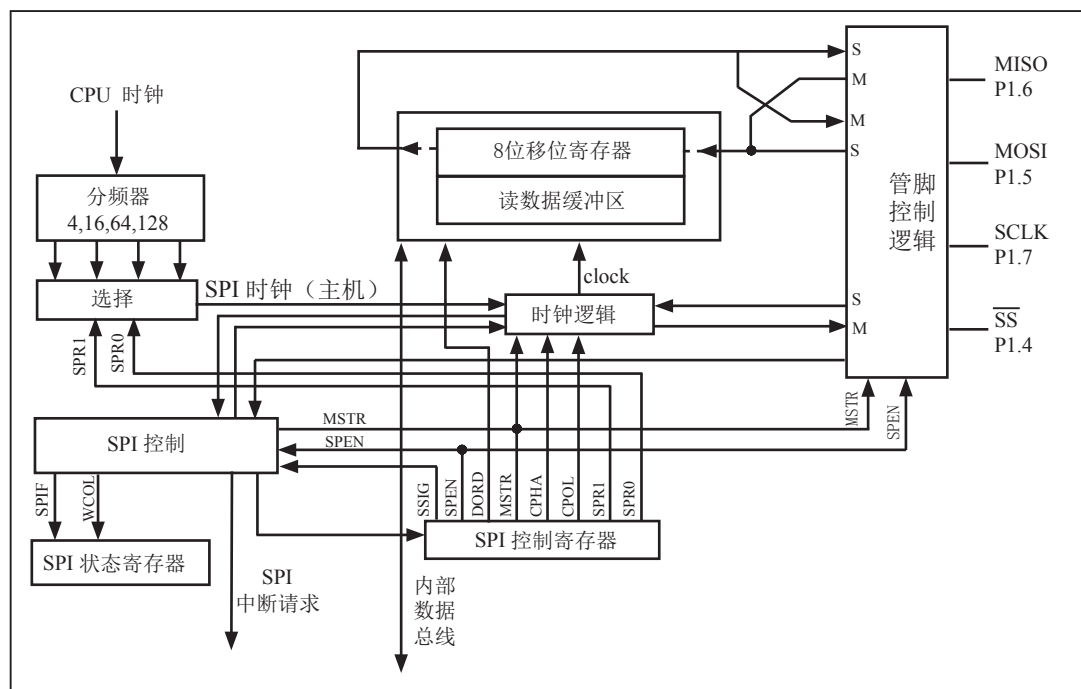 S
MISO
M
P1.6
CPU 时钟
M
8位移位寄存器
S
MOSI
P1.5
分频器
4,16,64,128
读数据缓冲区
管脚
控制
逻辑
SCLK
P1.7
clock
选择
SPI 时钟（主机）
时钟逻辑
S
M
SS
P1.4
SPR1
SPR0
MSTR
SPEN
SPI 控制
MSTR
SPEN
SPIF
WCOL
SSIG
SPEN
DORD
MSTR
CPHA
CPOL
SPR1
SPR0
SPI 控制寄存器
SPI 状态寄存器
SPI
中断请求
内部
数据
总线